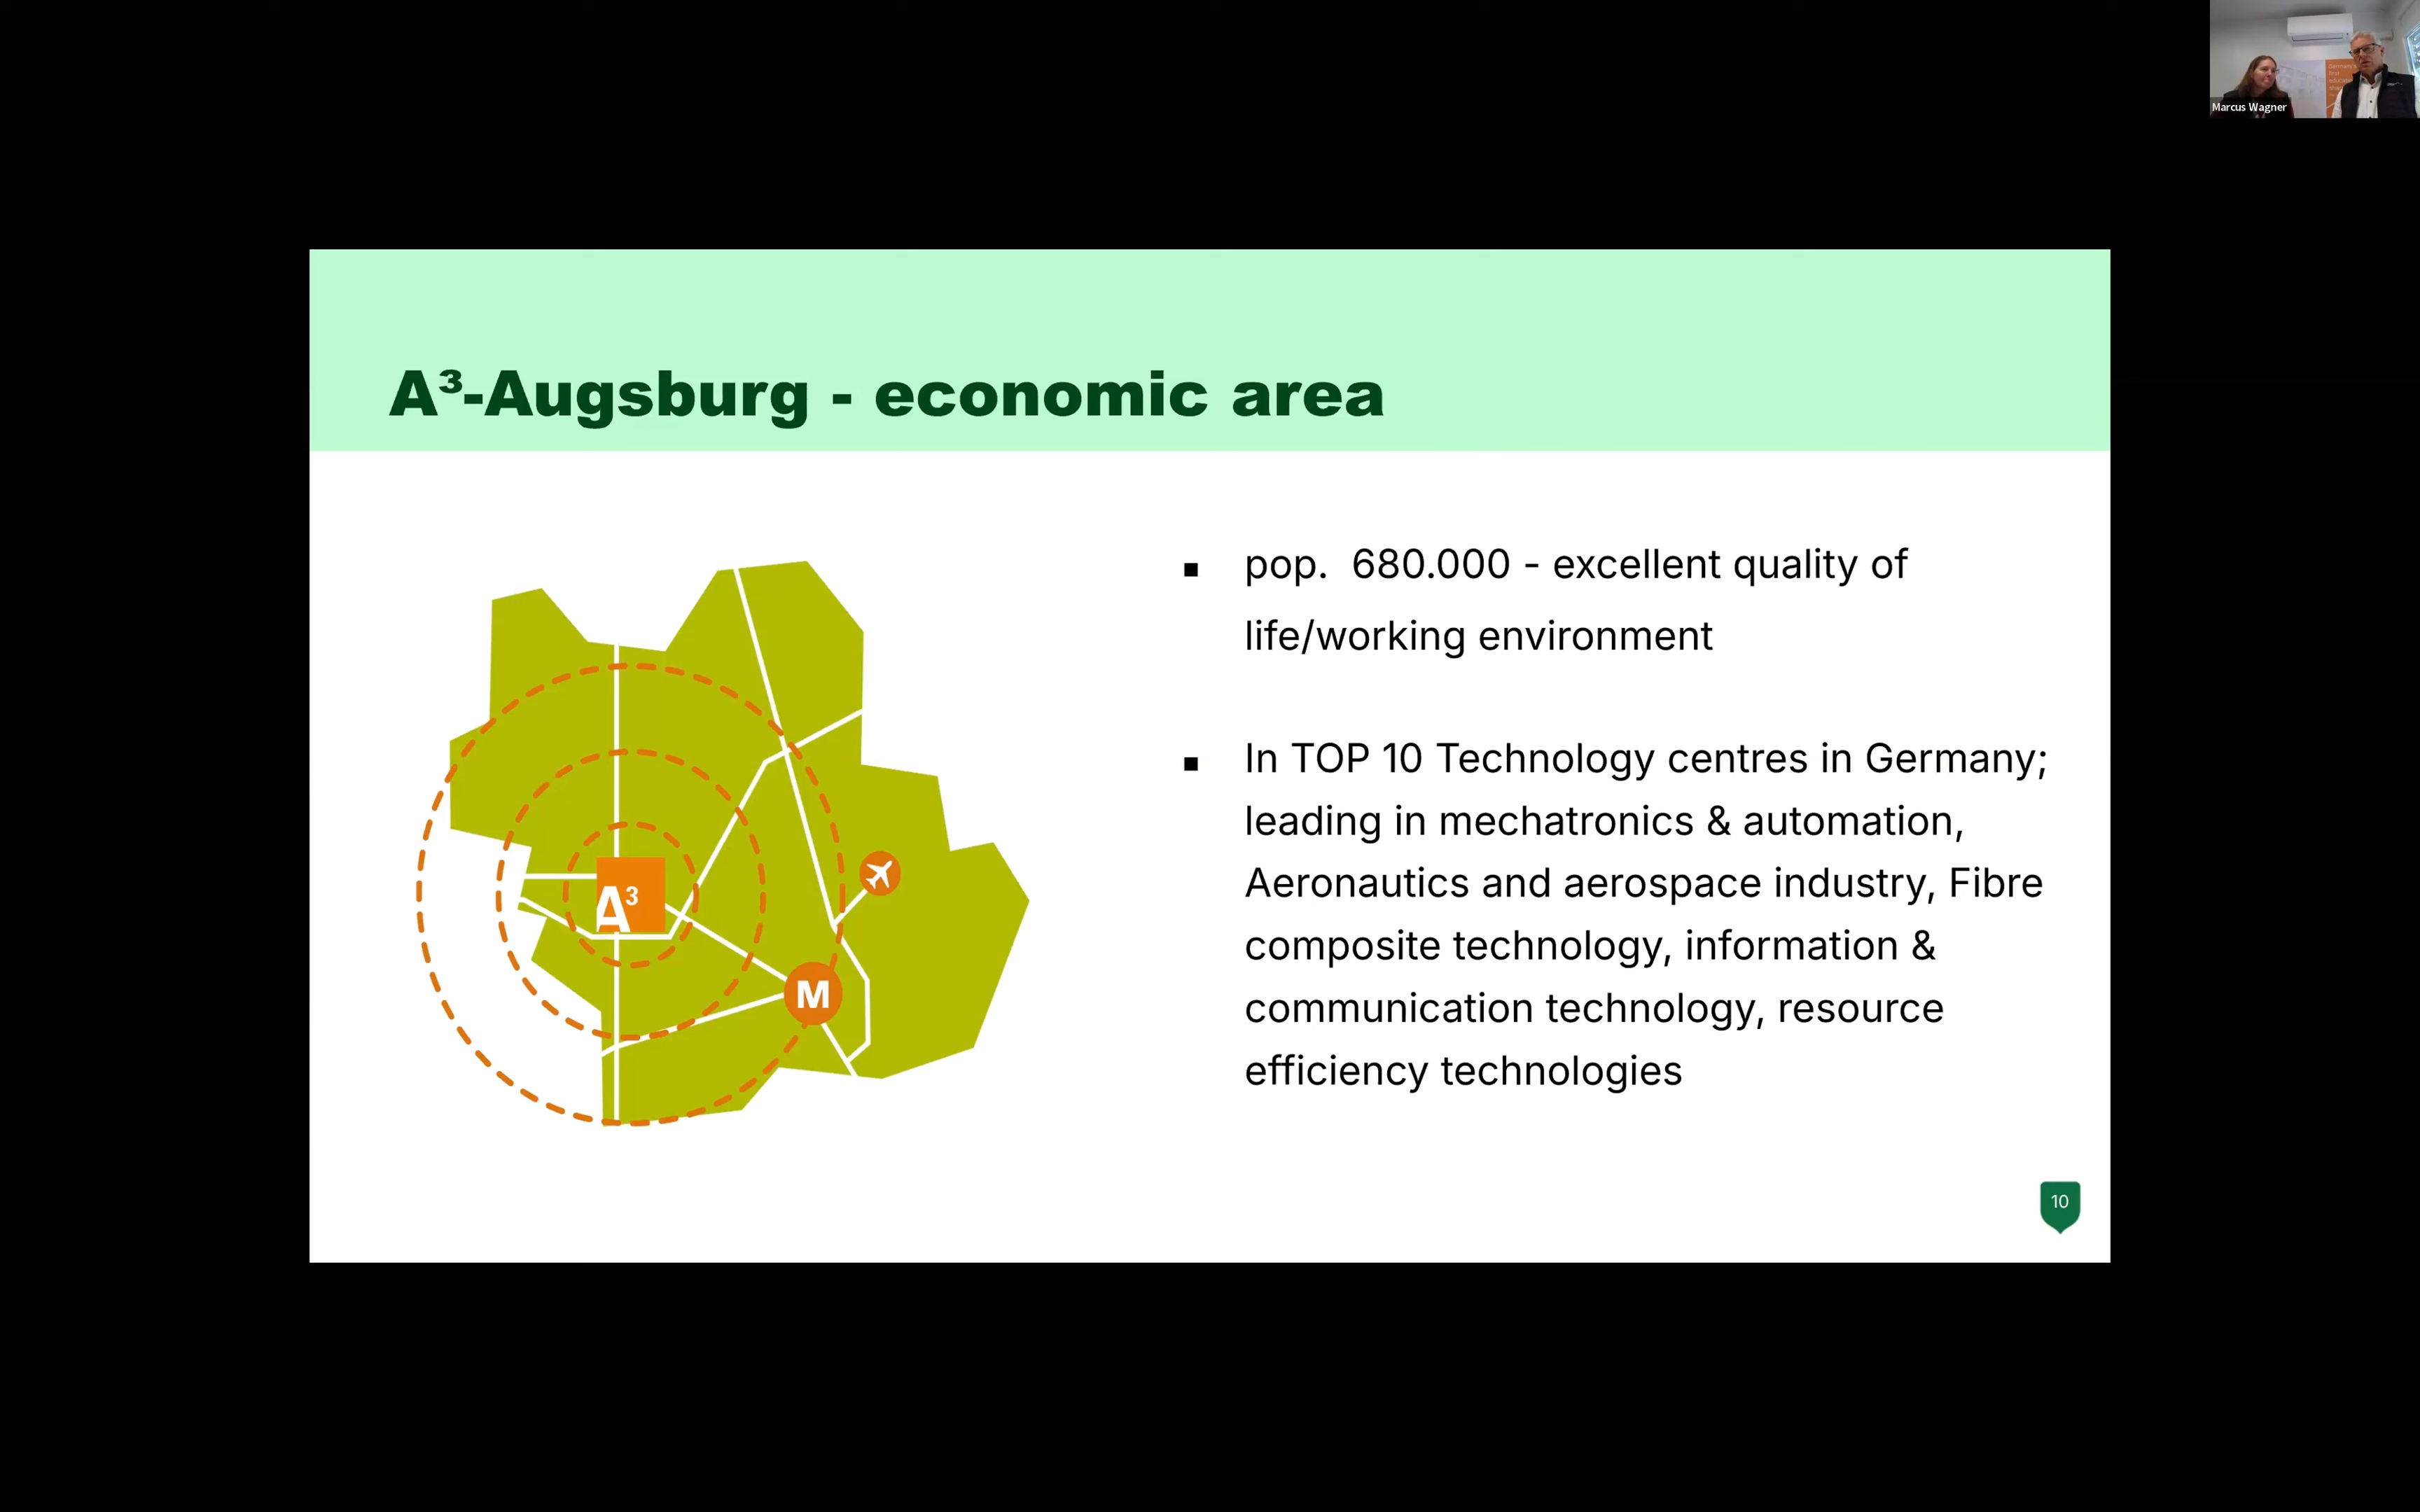 Marcus Wagner
A³-Augsburg - economic area
pop.  680.000 - excellent quality of
life/working environment
In TOP 10 Technology centres in Germany;
leading in mechatronics & automation,
Aeronautics and aerospace industry, Fibre
composite technology, information &
communication technology, resource
efficiency technologies
A³
M
10